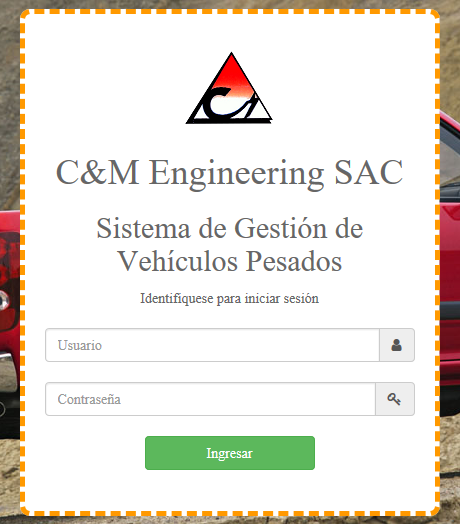 C&M Engineering SAC
Sistema de Gestión de
Vehículos Pesados
Identifíquese para iniciar sesión
Usuario
Contraseña
Ingresar